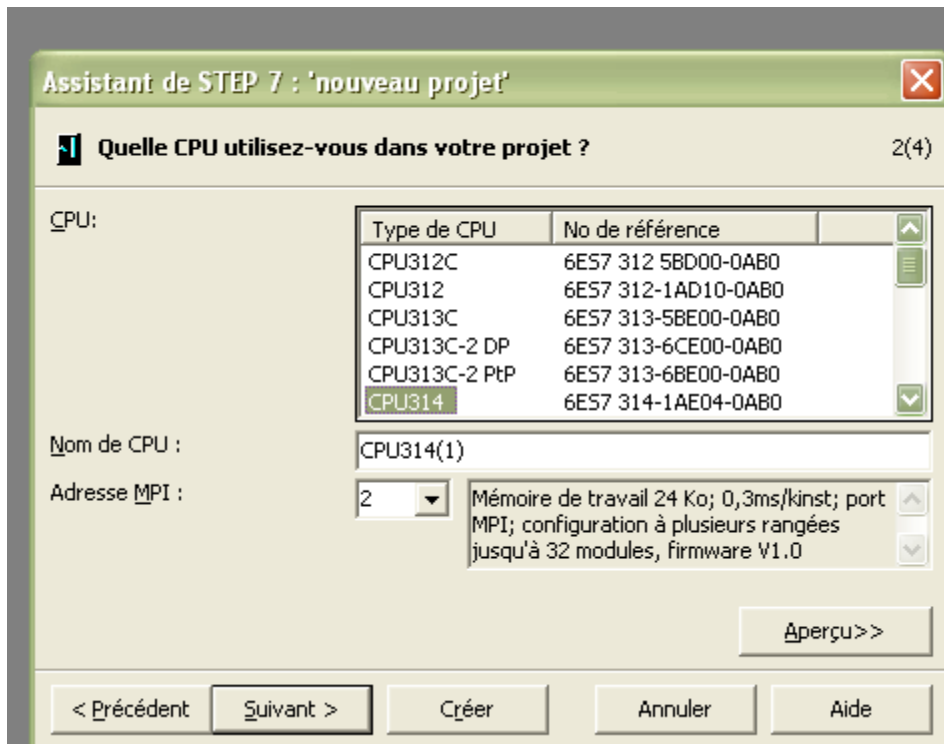 Assistant de STEP 7 : 'nouveau projet'
Quelle CPU utilisez-vous dans votre projet ? 2(4)
CPU:
Type de CPU No de référence
CPU312C 6ES7 312 5BD00-0AB0
CPU312 6ES7 312-1AD10-0AB0
CPU313C 6ES7 313-5BE00-0AB0
CPU313C-2 DP 6ES7 313-6CE00-0AB0
CPU313C-2 PtP 6ES7 313-6BE00-0AB0
CPU314 6ES7 314-1AE04-0AB0
Nom de CPU : CPU314(1)
Adresse MPI : 2
Mémoire de travail 24 Ko; 0,3ms/kinst; port
MPI; configuration à plusieurs rangées
jusqu'à 32 modules, firmware V1.0
Aperçu>>
< Précédent Suivant > Créer Annuler Aide